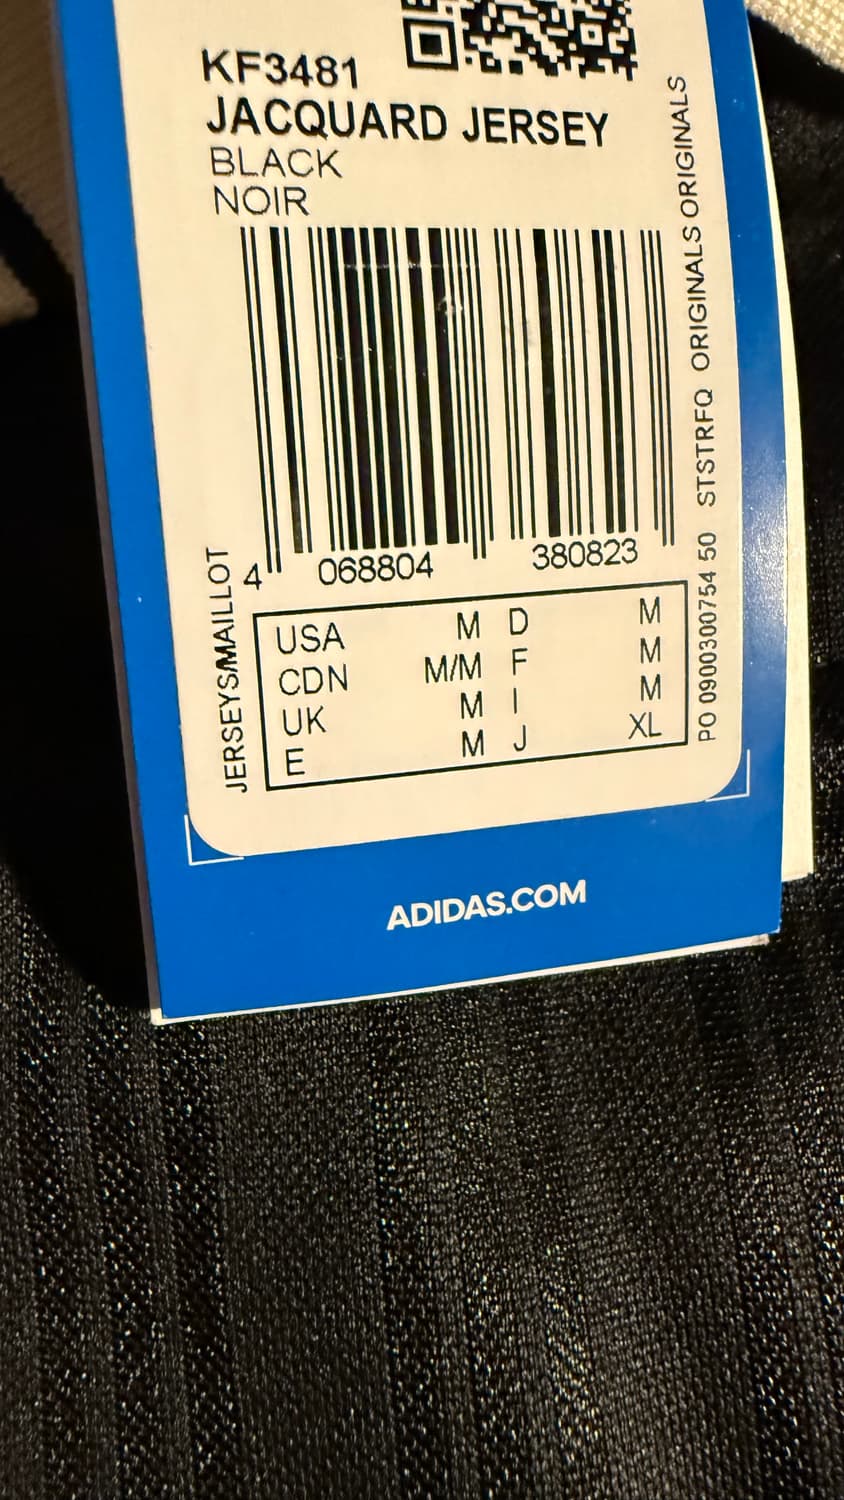 KF3481
JACQUARD JERSEY
BLACK
NOIR
4 068804 380823
JERSEYS/MAILLOT
USA M D M
CDN M/M F M
UK M I M
E M J XL
PO 0900300754 50 STSTRFQ ORIGINALS ORIGINALS
ADIDAS.COM